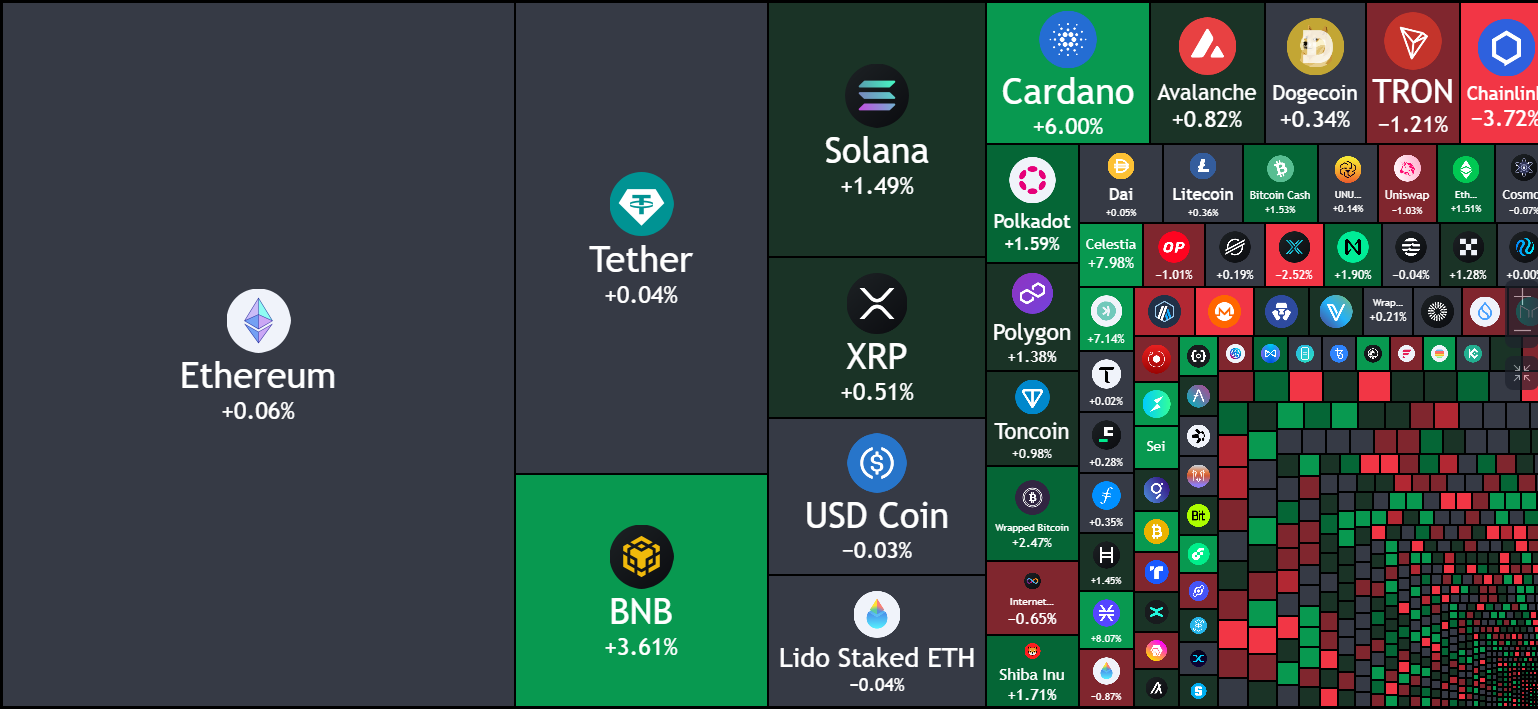 Ethereum
+0.06%
Tether
+0.04%
BNB
+3.61%
Solana
+1.49%
XRP
+0.51%
USD Coin
−0.03%
Lido Staked ETH
−0.04%
Cardano
+6.00%
Avalanche
+0.82%
Dogecoin
+0.34%
TRON
−1.21%
Chainlink
−3.72%
Polkadot
+1.59%
Polygon
+1.38%
Toncoin
+0.98%
Wrapped Bitcoin
+2.47%
Internet...
−0.65%
Shiba Inu
+1.71%
Dai
+0.05%
Litecoin
+0.36%
Bitcoin Cash
+1.53%
UNU...
+0.14%
Uniswap
−1.03%
Eth...
+1.51%
Cosmo
−0.07%
Celestia
+7.98%
OP
−1.01%
+0.19%
−2.52%
+1.90%
−0.04%
+1.28%
+0.00
+7.14%
Wrap...
+0.21%
+0.02%
+0.28%
+0.35%
+1.45%
+8.07%
−0.87%
Sei
Bit